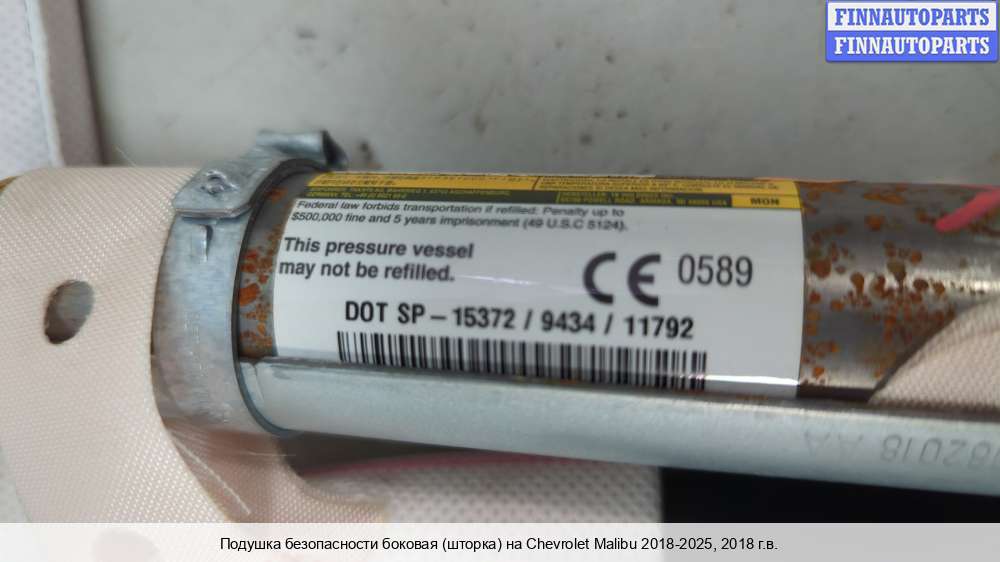 FINNAUTOPARTS
FINNAUTOPARTS
MON
Federal law forbids transportation if refilled. Penalty up to
$500,000 fine and 5 years imprisonment (49 U.S.C 5124).
This pressure vessel
may not be refilled.
CE 0589
DOT SP – 15372 / 9434 / 11792
82018 AA
Подушка безопасности боковая (шторка) на Chevrolet Malibu 2018-2025, 2018 г.в.